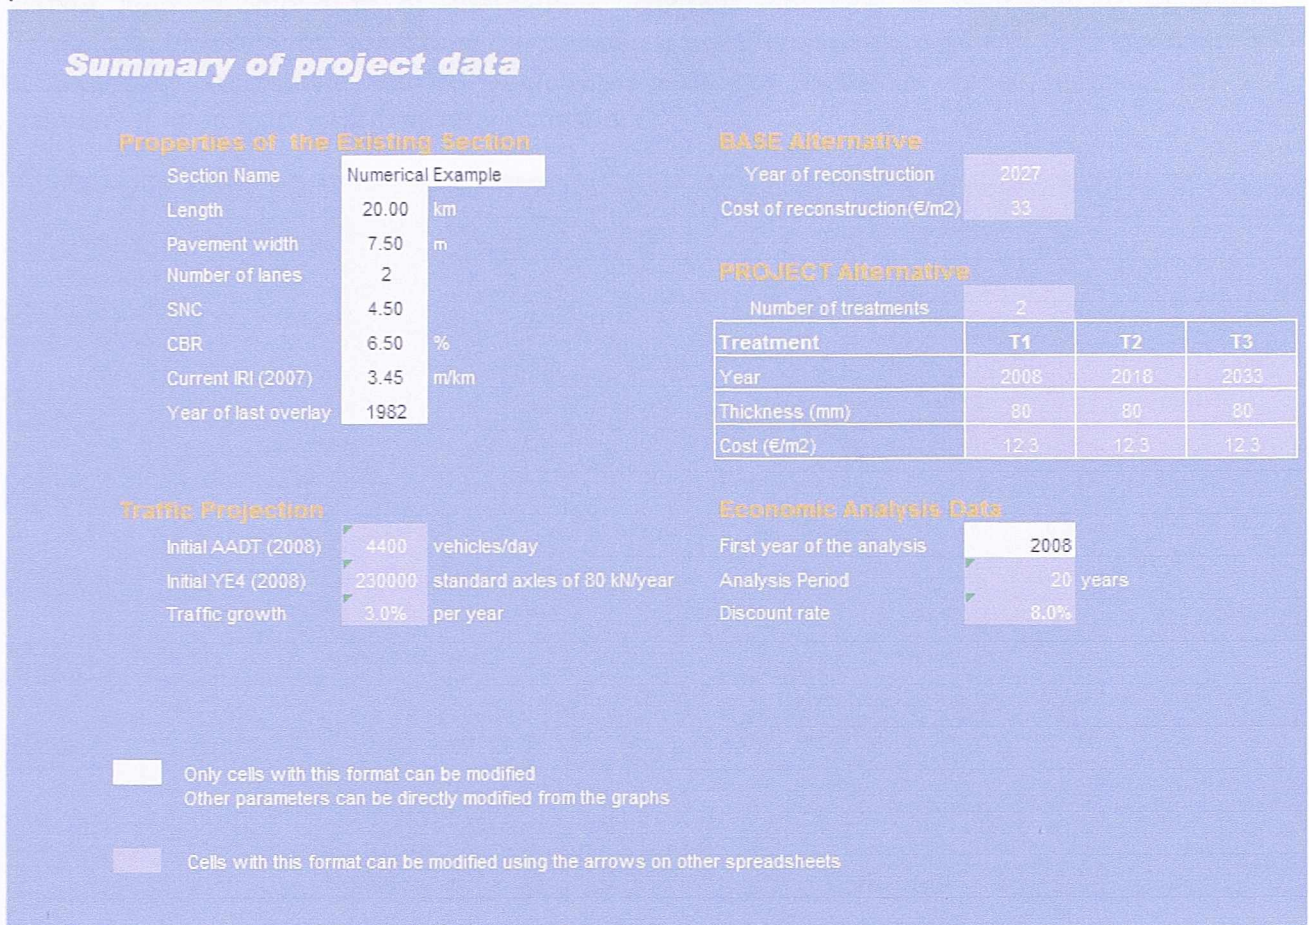 Summary of project data
Properties of the Existing Section
Section Name Numerical Example
Length 20.00 km
Pavement width 7.50 m
Number of lanes 2
SNC 4.50
CBR 6.50 %
Current IRI (2007) 3.45 m/km
Year of last overlay 1982
BASE Alternative
Year of reconstruction 2027
Cost of reconstruction(€/m2) 33
PROJECT Alternative
Number of treatments 2
Treatment T1 T2 T3
Year 2008 2018 2033
Thickness (mm) 80 80 80
Cost (€/m2) 12.3 12.3 12.3
Traffic Projection
Initial AADT (2008) 4400 vehicles/day
Initial YE4 (2008) 230000 standard axles of 80 kN/year
Traffic growth 3.0% per year
Economic Analysis Data
First year of the analysis 2008
Analysis Period 20 years
Discount rate 8.0%
Only cells with this format can be modified
Other parameters can be directly modified from the graphs
Cells with this format can be modified using the arrows on other spreadsheets